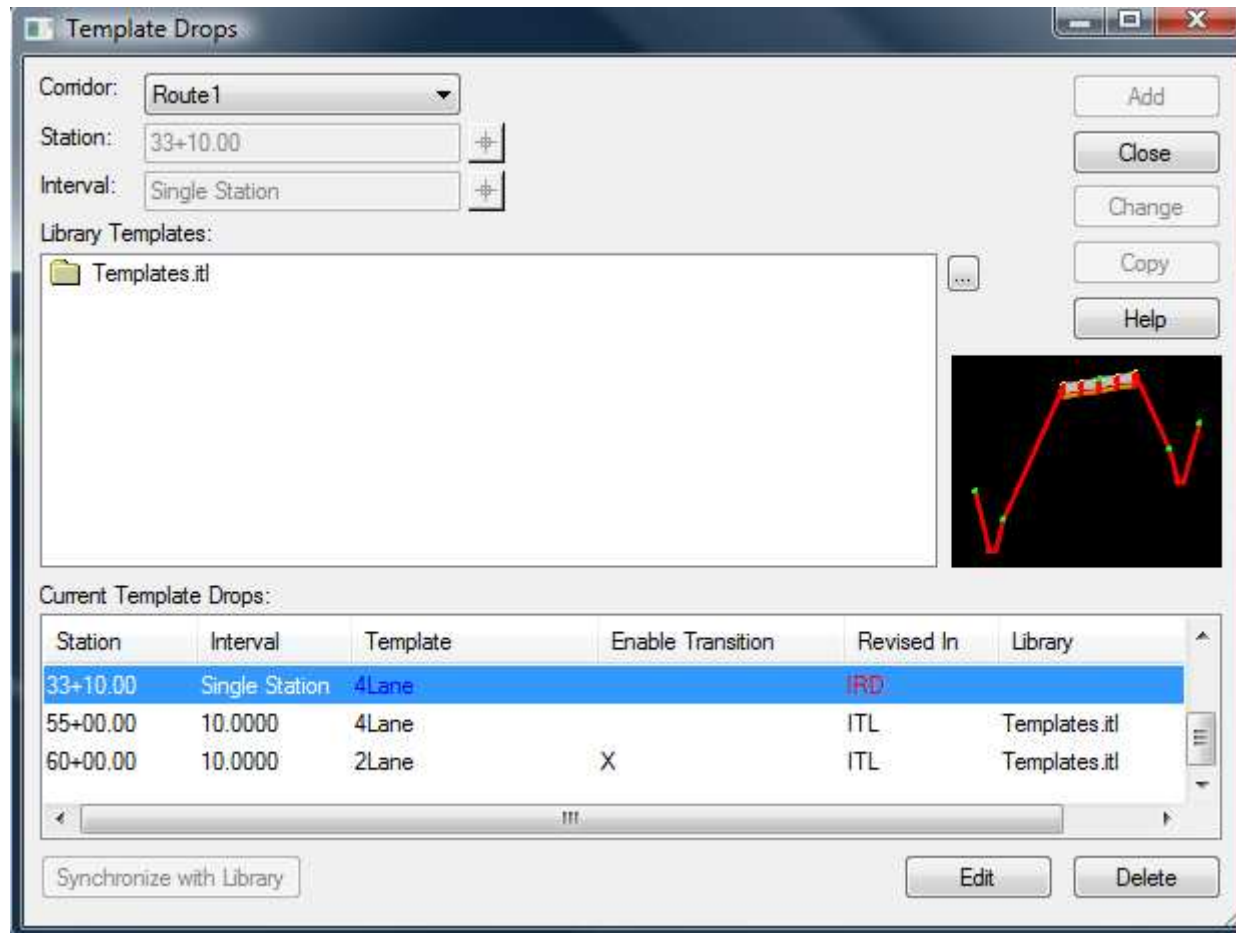 Template Drops
Corridor: Route1
Station: 33+10.00
Interval: Single Station
Library Templates:
Templates.itl
...
Add
Close
Change
Copy
Help
Current Template Drops:
Station Interval Template Enable Transition Revised In Library
33+10.00 Single Station 4Lane IRD
55+00.00 10.0000 4Lane ITL Templates.itl
60+00.00 10.0000 2Lane X ITL Templates.itl
Synchronize with Library Edit Delete